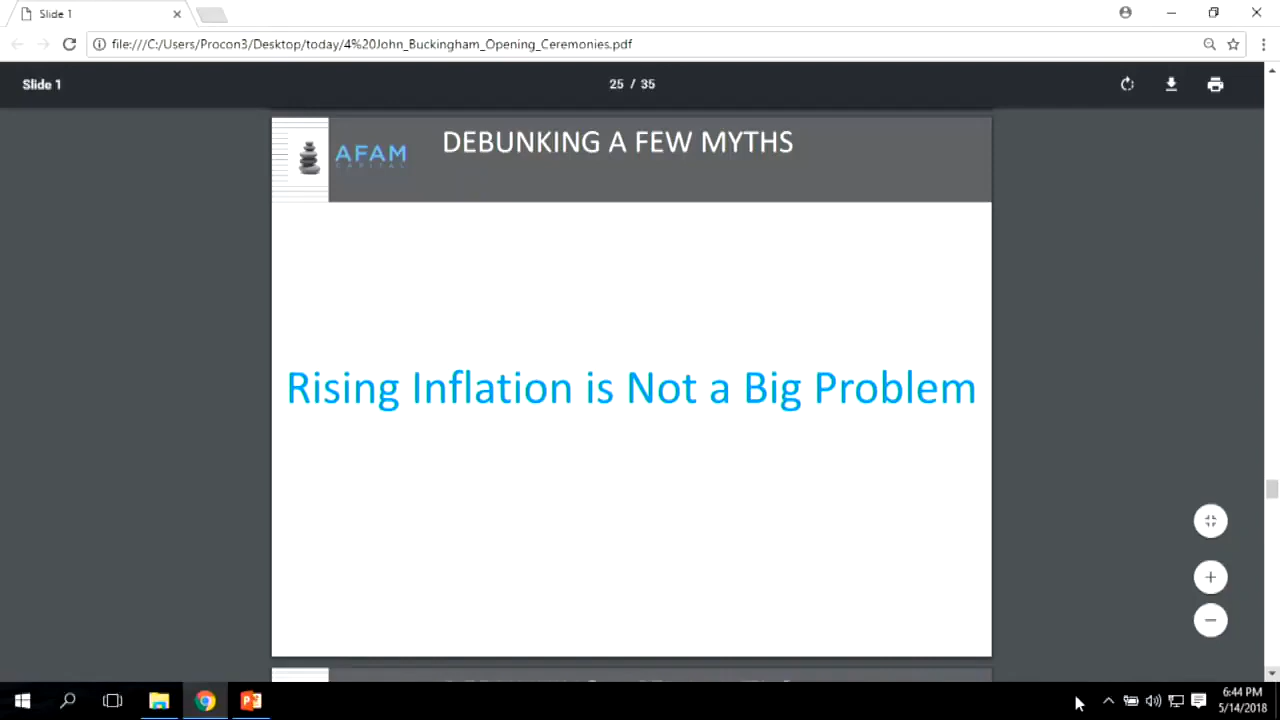 Slide 1
file:///C:/Users/Procon3/Desktop/today/4%20John_Buckingham_Opening_Ceremonies.pdf
Slide 1
25 / 35
AFAM
CAPITAL
DEBUNKING A FEW MYTHS
Rising Inflation is Not a Big Problem
6:44 PM
5/14/2018